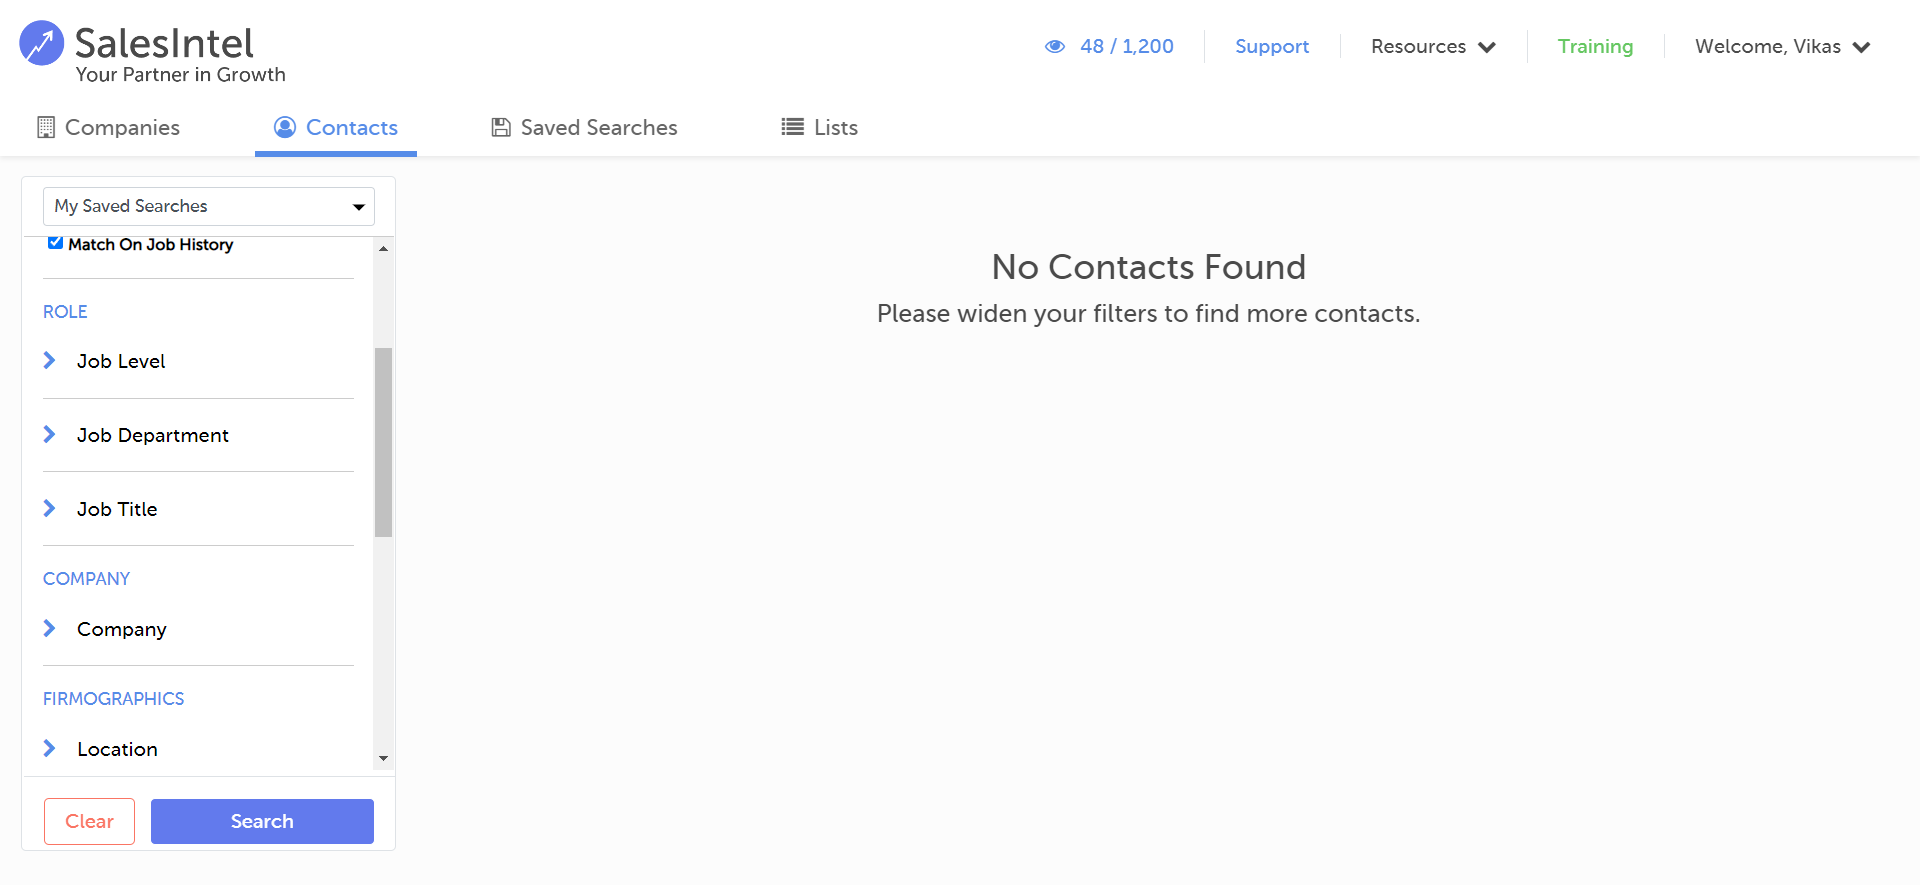 SalesIntel
Your Partner in Growth
48 / 1,200
Support
Resources
Training
Welcome, Vikas
Companies
Contacts
Saved Searches
Lists
My Saved Searches
Match On Job History
ROLE
Job Level
Job Department
Job Title
COMPANY
Company
FIRMOGRAPHICS
Location
Clear
Search
No Contacts Found
Please widen your filters to find more contacts.